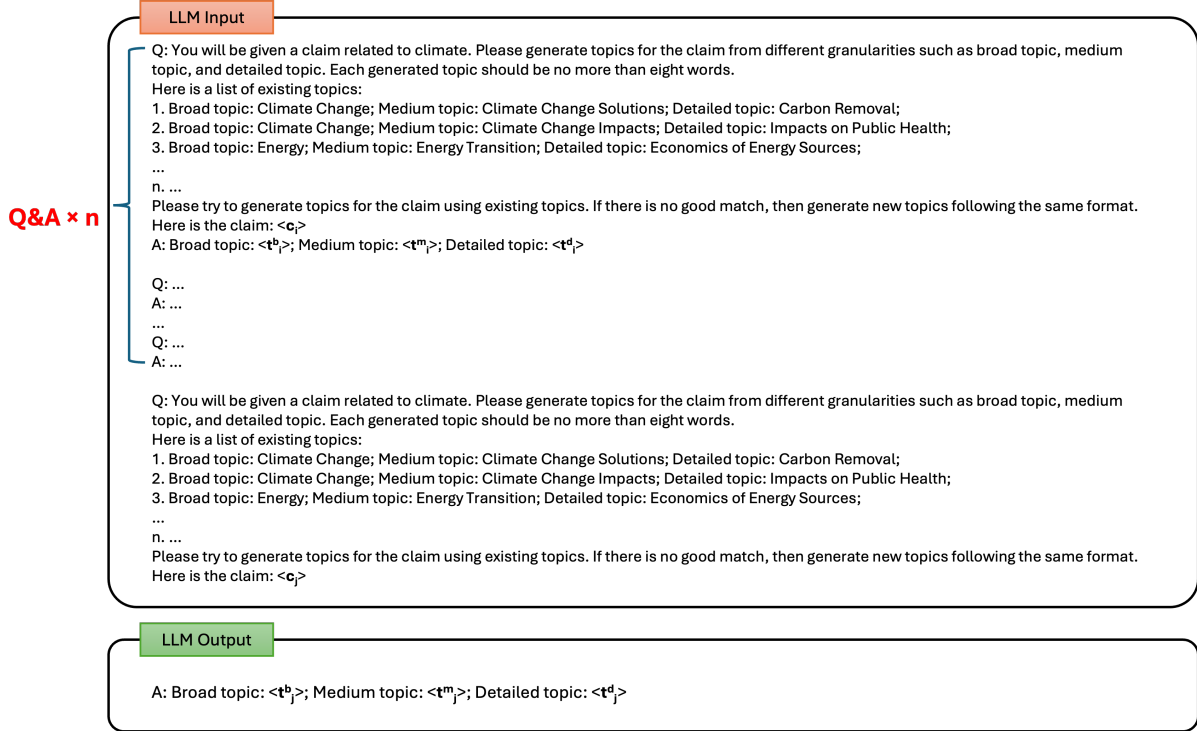 LLM Input
Q: You will be given a claim related to climate. Please generate topics for the claim from different granularities such as broad topic, medium
topic, and detailed topic. Each generated topic should be no more than eight words.
Here is a list of existing topics:
1. Broad topic: Climate Change; Medium topic: Climate Change Solutions; Detailed topic: Carbon Removal;
2. Broad topic: Climate Change; Medium topic: Climate Change Impacts; Detailed topic: Impacts on Public Health;
3. Broad topic: Energy; Medium topic: Energy Transition; Detailed topic: Economics of Energy Sources;
...
n. ...
Please try to generate topics for the claim using existing topics. If there is no good match, then generate new topics following the same format.
Q&A × n
Here is the claim: <cᵢ>
A: Broad topic: <tᵇᵢ>; Medium topic: <tᵐᵢ>; Detailed topic: <tᵈᵢ>
Q: ...
A: ...
...
Q: ...
A: ...
Q: You will be given a claim related to climate. Please generate topics for the claim from different granularities such as broad topic, medium
topic, and detailed topic. Each generated topic should be no more than eight words.
Here is a list of existing topics:
1. Broad topic: Climate Change; Medium topic: Climate Change Solutions; Detailed topic: Carbon Removal;
2. Broad topic: Climate Change; Medium topic: Climate Change Impacts; Detailed topic: Impacts on Public Health;
3. Broad topic: Energy; Medium topic: Energy Transition; Detailed topic: Economics of Energy Sources;
...
n. ...
Please try to generate topics for the claim using existing topics. If there is no good match, then generate new topics following the same format.
Here is the claim: <cⱼ>
LLM Output
A: Broad topic: <tᵇⱼ>; Medium topic: <tᵐⱼ>; Detailed topic: <tᵈⱼ>